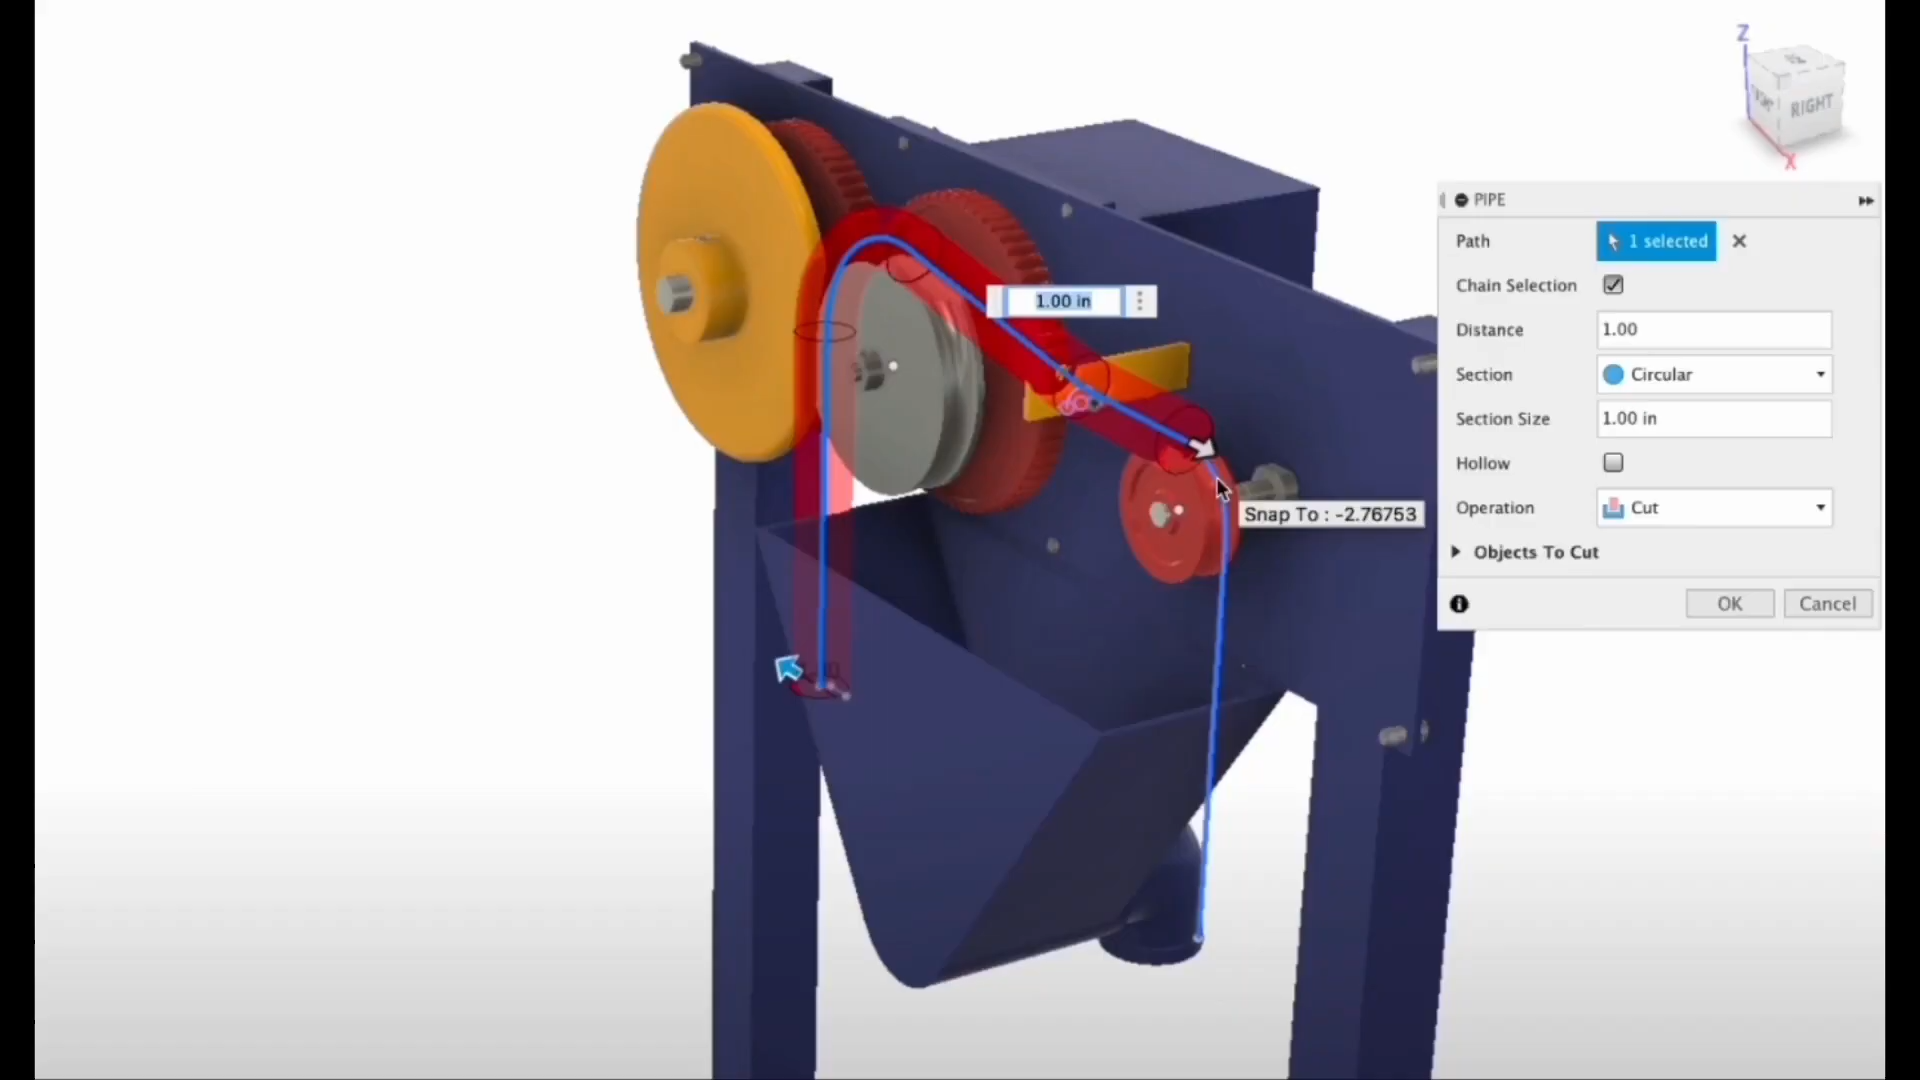 Z
RIGHT
X
PIPE
Path
1 selected
Chain Selection
Distance
1.00
Section
Circular
Section Size
1.00 in
Hollow
Operation
Cut
Objects To Cut
OK
Cancel
1.00 in
Snap To : -2.76753